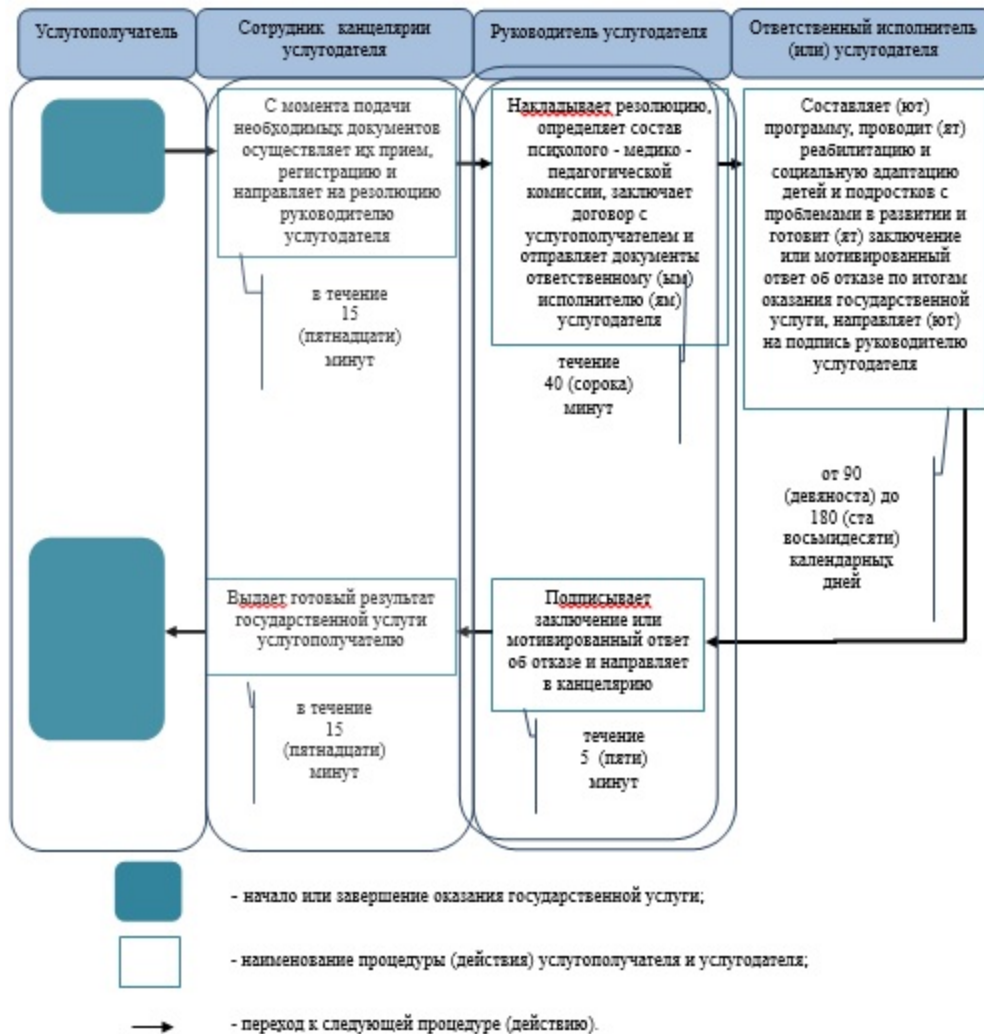 Услугополучатель
Сотрудник канцелярии
услугодателя
Руководитель услугодателя
Ответственный исполнитель
(или) услугодателя
С момента подачи
необходимых документов
осуществляет их прием,
регистрацию и
направляет на резолюцию
руководителю
услугодателя
Накладывает резолюцию,
определяет состав
психолого - медико -
педагогической
комиссии, заключает
договор с
услугополучателем и
отправляет документы
ответственному (ым)
исполнителю (ям)
услугодателя
Составляет (ют)
программу, проводит (ят)
реабилитацию и
социальную адаптацию
детей и подростков с
проблемами в развитии и
готовит (ят) заключение
или мотивированный
ответ об отказе по итогам
оказания государственной
услуги, направляет (ют)
на подпись руководителю
услугодателя
в течение
15
(пятнадцати)
минут
течение
40 (сорока)
минут
от 90
(девяноста) до
180 (ста
восьмидесяти)
календарных
дней
Выдает готовый результат
государственной услуги
услугополучателю
Подписывает
заключение или
мотивированный ответ
об отказе и направляет
в канцелярию
в течение
15
(пятнадцати)
минут
течение
5 (пяти)
минут
- начало или завершение оказания государственной услуги;
- наименование процедуры (действия) услугополучателя и услугодателя;
- переход к следующей процедуре (действию).